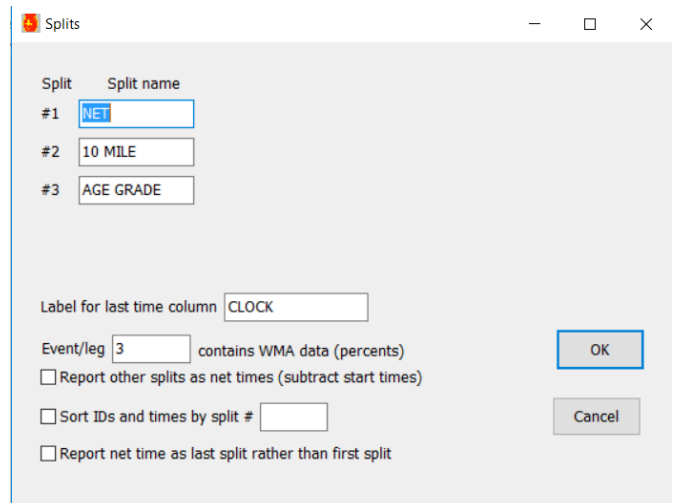 Splits
Split Split name
#1 NET
#2 10 MILE
#3 AGE GRADE
Label for last time column CLOCK
Event/leg 3 contains WMA data (percents)
OK
Report other splits as net times (subtract start times)
Sort IDs and times by split #
Cancel
Report net time as last split rather than first split